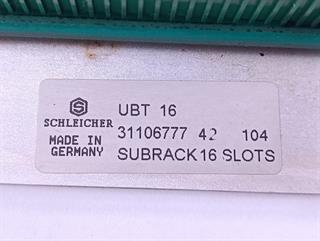 UBT 16
SCHLEICHER
31106777 42 104
MADE IN
GERMANY
SUBRACK 16 SLOTS